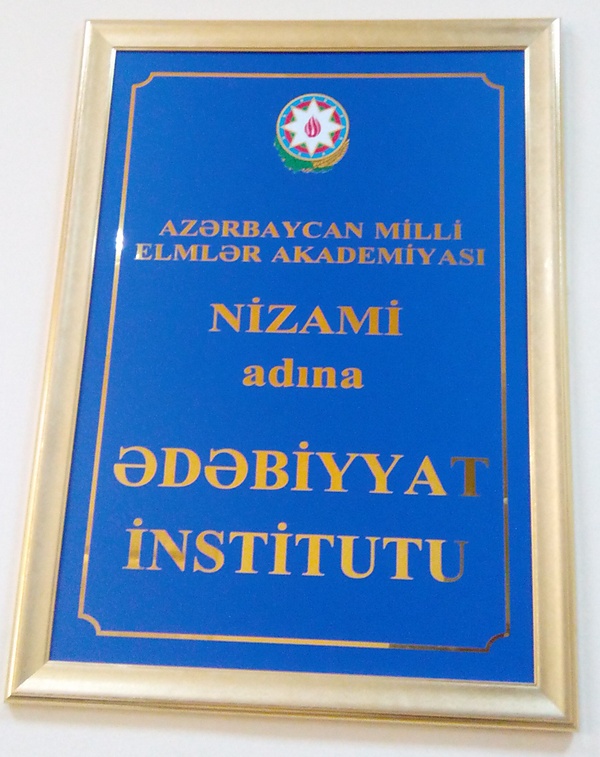 AZƏRBAYCAN MİLLİ
ELMLƏR AKADEMİYASI
NİZAMİ
adına
ƏDƏBİYYAT
İNSTİTUTU